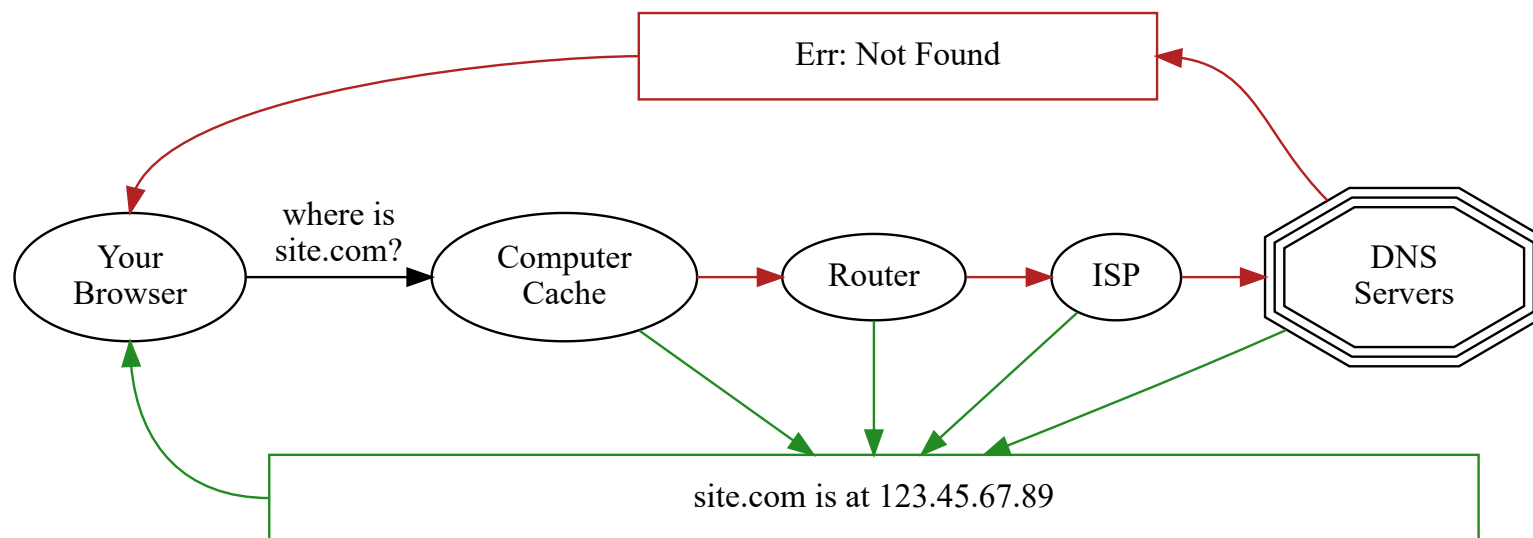 Err: Not Found
where is
site.com?
Your
Browser
Computer
Cache
Router
ISP
DNS
Servers
site.com is at 123.45.67.89